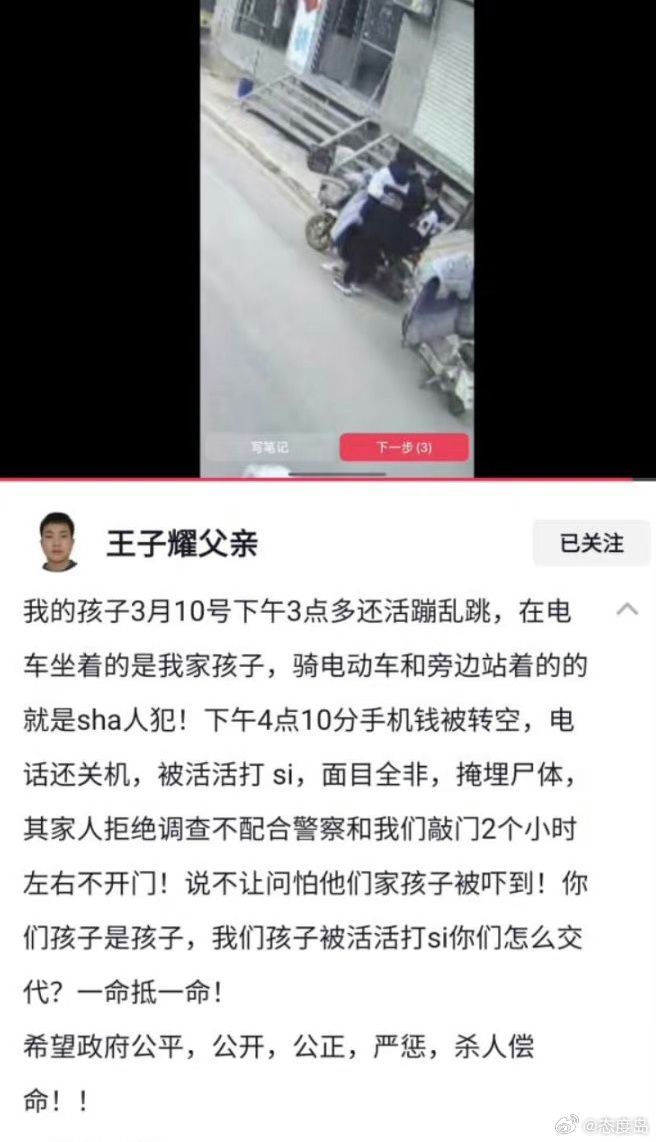 写笔记
下一步 (3)
王子耀父亲
已关注
我的孩子3月10号下午3点多还活蹦乱跳，在电
车坐着的是我家孩子，骑电动车和旁边站着的的
就是sha人犯！下午4点10分手机钱被转空，电
话还关机，被活活打 si，面目全非，掩埋尸体，
其家人拒绝调查不配合警察和我们敲门2个小时
左右不开门！说不让问怕他们家孩子被吓到！你
们孩子是孩子，我们孩子被活活打si你们怎么交
代？一命抵一命！
希望政府公平，公开，公正，严惩，杀人偿
命！！
@态度岛